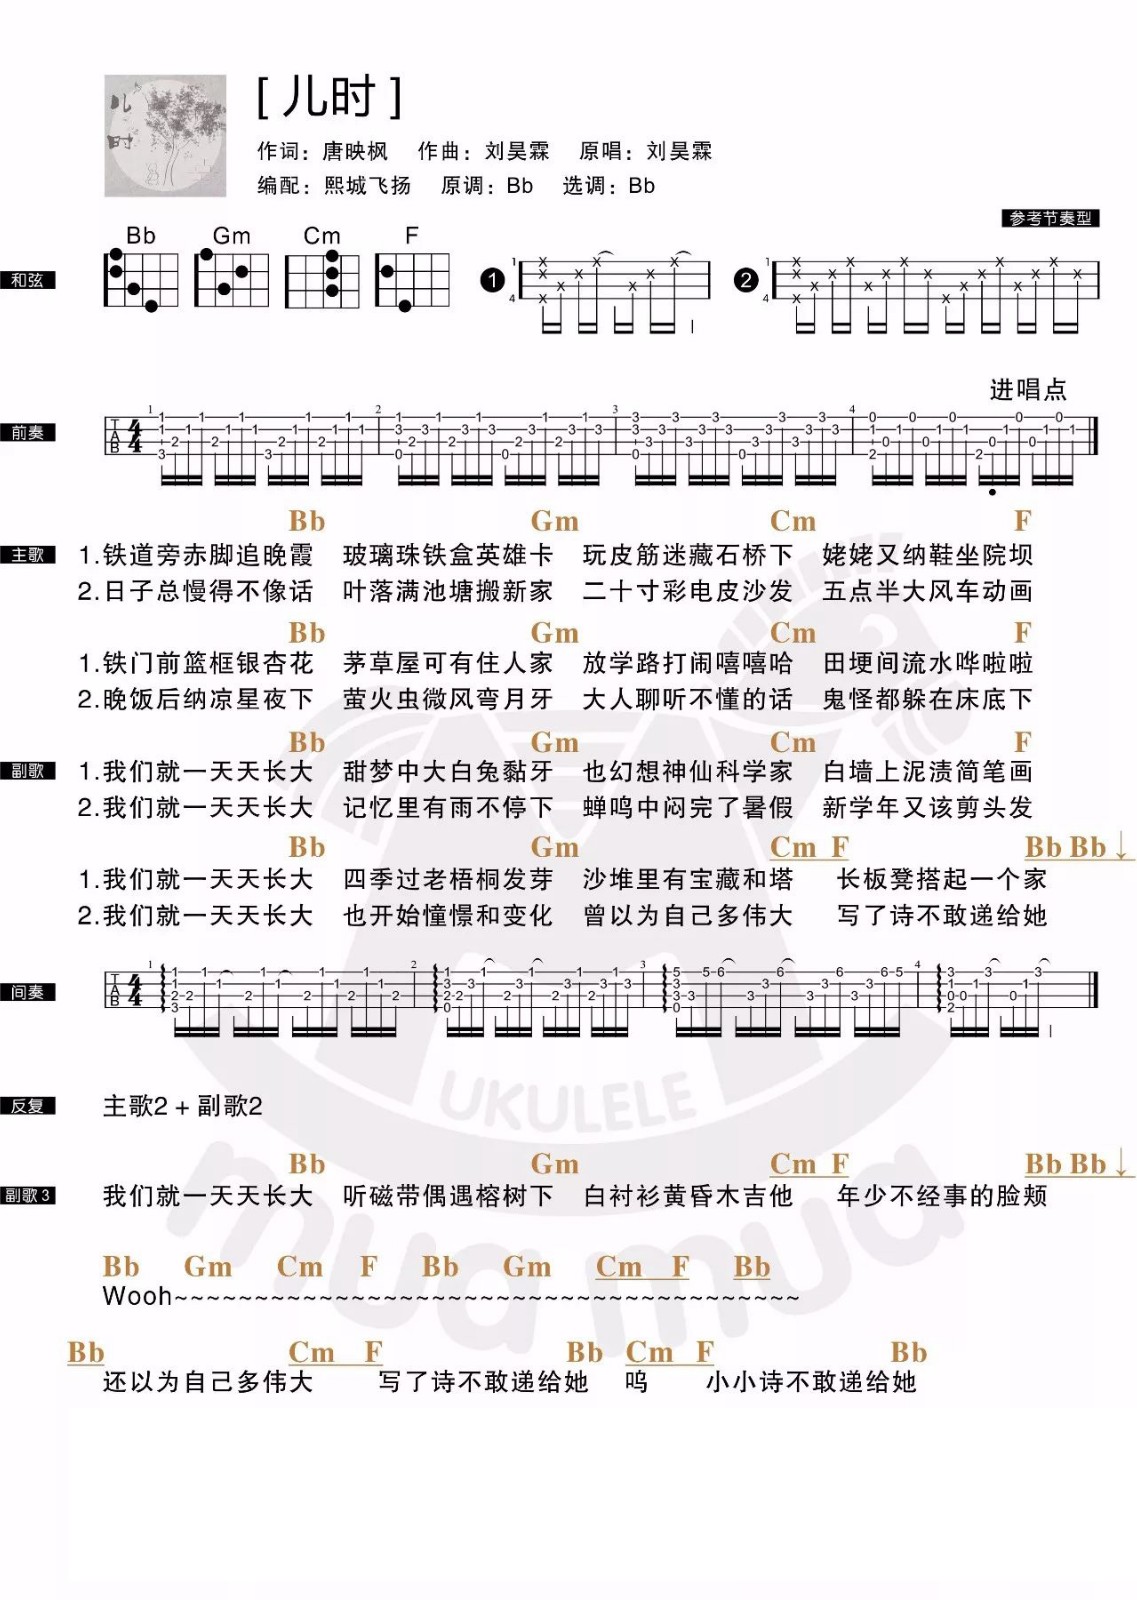 儿时
[ 儿时 ]
作词：唐映枫 作曲：刘昊霖 原唱：刘昊霖
编配：熙城飞扬 原调：Bb 选调：Bb
参考节奏型
和弦 Bb Gm Cm F 1 2
进唱点
前奏
Bb Gm Cm F
主歌 1.铁道旁赤脚追晚霞 玻璃珠铁盒英雄卡 玩皮筋迷藏石桥下 姥姥又纳鞋坐院坝
2.日子总慢得不像话 叶落满池塘搬新家 二十寸彩电皮沙发 五点半大风车动画
Bb Gm Cm F
1.铁门前篮框银杏花 茅草屋可有住人家 放学路打闹嘻嘻哈 田埂间流水哗啦啦
2.晚饭后纳凉星夜下 萤火虫微风弯月牙 大人聊听不懂的话 鬼怪都躲在床底下
Bb Gm Cm F
副歌 1.我们就一天天长大 甜梦中大白兔黏牙 也幻想神仙科学家 白墙上泥渍简笔画
2.我们就一天天长大 记忆里有雨不停下 蝉鸣中闷完了暑假 新学年又该剪头发
Bb Gm Cm F Bb Bb↓
1.我们就一天天长大 四季过老梧桐发芽 沙堆里有宝藏和塔 长板凳搭起一个家
2.我们就一天天长大 也开始憧憬和变化 曾以为自己多伟大 写了诗不敢递给她
间奏
UKULELE
反复 主歌2 + 副歌2
mua mua
Bb Gm Cm F Bb Bb↓
副歌 3 我们就一天天长大 听磁带偶遇榕树下 白衬衫黄昏木吉他 年少不经事的脸颊
Bb Gm Cm F Bb Gm Cm F Bb
Wooh~~~~~~~~~~~~~~~~~~~~~~~~~~~~~~~~~~~~~~~
Bb Cm F Bb Cm F Bb
还以为自己多伟大 写了诗不敢递给她 呜 小小诗不敢递给她